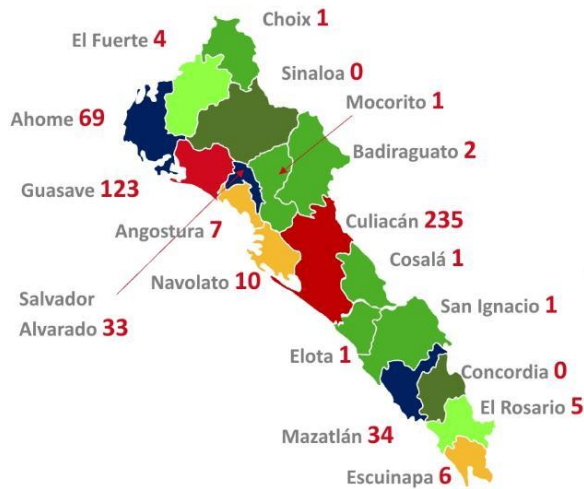 Choix 1
El Fuerte 4
Sinaloa 0
Mocorito 1
Ahome 69
Badiraguato 2
Guasave 123
Culiacán 235
Angostura 7
Cosalá 1
Navolato 10
Salvador
Alvarado 33
San Ignacio 1
Elota 1
Concordia 0
El Rosario 5
Mazatlán 34
Escuinapa 6